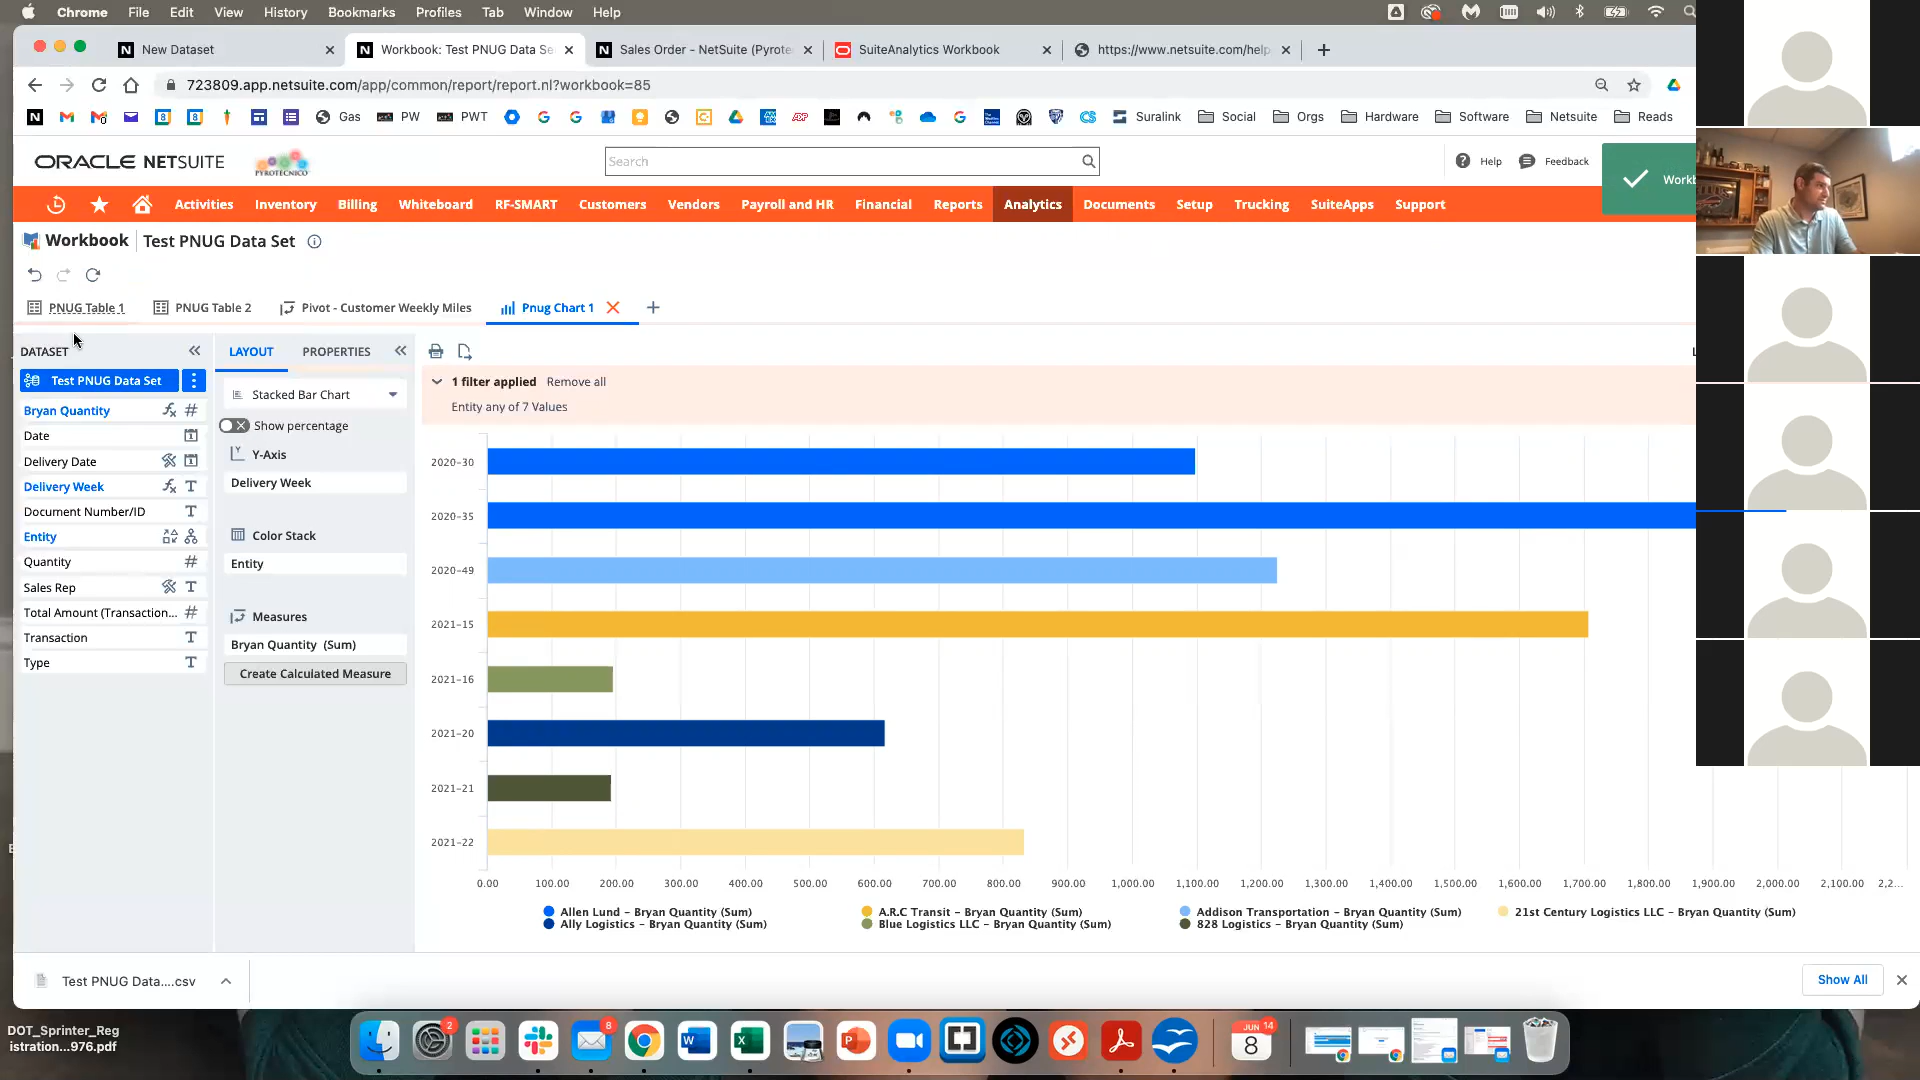 Chrome File Edit View History Bookmarks Profiles Tab Window Help
New Dataset
Workbook: Test PNUG Data Se
Sales Order - NetSuite (Pyrote
SuiteAnalytics Workbook
https://www.netsuite.com/help
723809.app.netsuite.com/app/common/report/report.nl?workbook=85
Gas PW PWT Suralink Social Orgs Hardware Software Netsuite Reads
ORACLE NETSUITE
PYROTECNICO
Search
Help
Feedback
Workb
Activities Inventory Billing Whiteboard RF-SMART Customers Vendors Payroll and HR Financial Reports Analytics Documents Setup Trucking SuiteApps Support
Workbook Test PNUG Data Set
PNUG Table 1
PNUG Table 2
Pivot - Customer Weekly Miles
Pnug Chart 1
DATASET
Test PNUG Data Set
Bryan Quantity
Date
Delivery Date
Delivery Week
Document Number/ID
Entity
Quantity
Sales Rep
Total Amount (Transaction...
Transaction
Type
LAYOUT
PROPERTIES
Stacked Bar Chart
Show percentage
Y-Axis
Delivery Week
Color Stack
Entity
Measures
Bryan Quantity (Sum)
Create Calculated Measure
1 filter applied Remove all
Entity any of 7 Values
2020-30
2020-35
2020-49
2021-15
2021-16
2021-20
2021-21
2021-22
0.00 100.00 200.00 300.00 400.00 500.00 600.00 700.00 800.00 900.00 1,000.00 1,100.00 1,200.00 1,300.00 1,400.00 1,500.00 1,600.00 1,700.00 1,800.00 1,900.00 2,000.00 2,100.00 2,2...
Allen Lund - Bryan Quantity (Sum) A.R.C Transit - Bryan Quantity (Sum) Addison Transportation - Bryan Quantity (Sum) 21st Century Logistics LLC - Bryan Quantity (Sum)
Ally Logistics - Bryan Quantity (Sum) Blue Logistics LLC - Bryan Quantity (Sum) 828 Logistics - Bryan Quantity (Sum)
Test PNUG Data....csv
Show All
DOT_Sprinter_Reg
istration...976.pdf
2
8
JUN 14
8